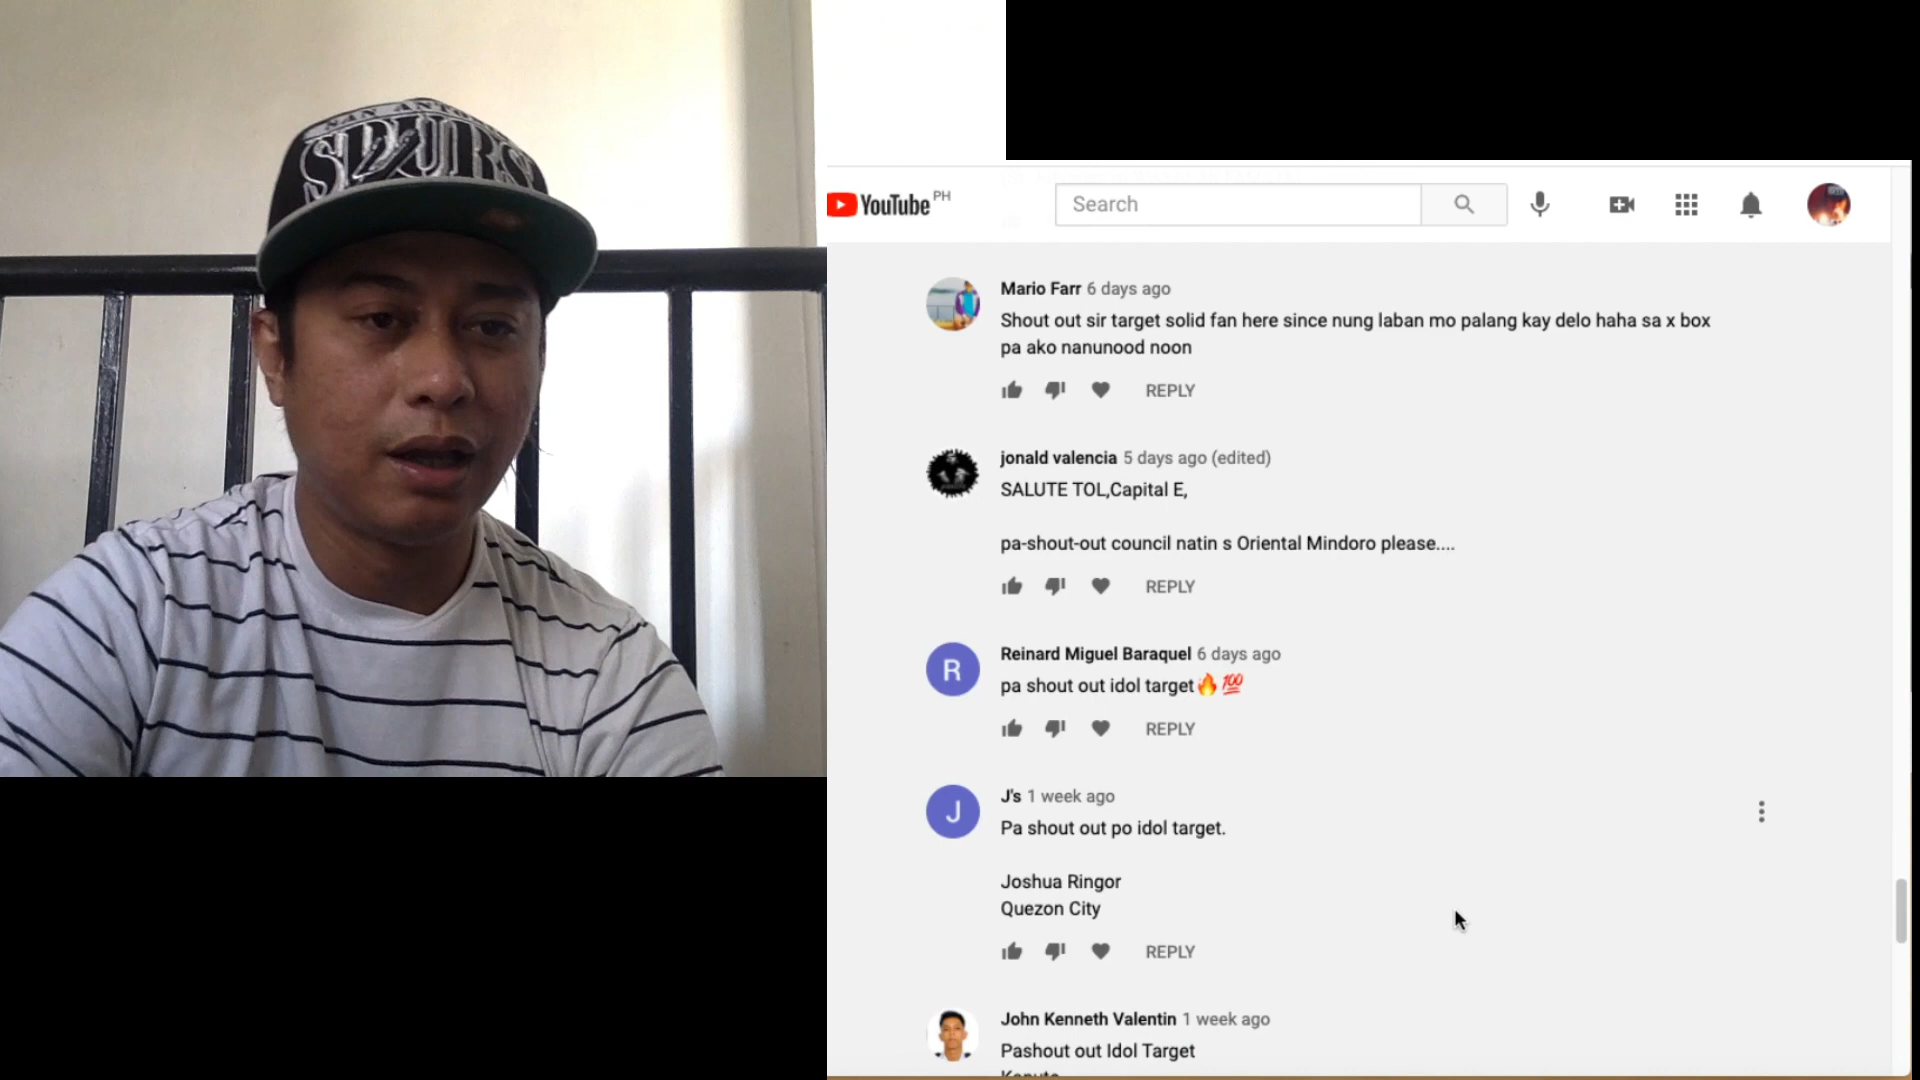 SAN ANTONIO
SPURS
YouTube PH
Search
Mario Farr 6 days ago
Shout out sir target solid fan here since nung laban mo palang kay delo haha sa x box
pa ako nanunood noon
REPLY
jonald valencia 5 days ago (edited)
SALUTE TOL,Capital E,
pa-shout-out council natin s Oriental Mindoro please....
REPLY
Reinard Miguel Baraquel 6 days ago
pa shout out idol target🔥💯
REPLY
J's 1 week ago
Pa shout out po idol target.
Joshua Ringor
Quezon City
REPLY
John Kenneth Valentin 1 week ago
Pashout out Idol Target